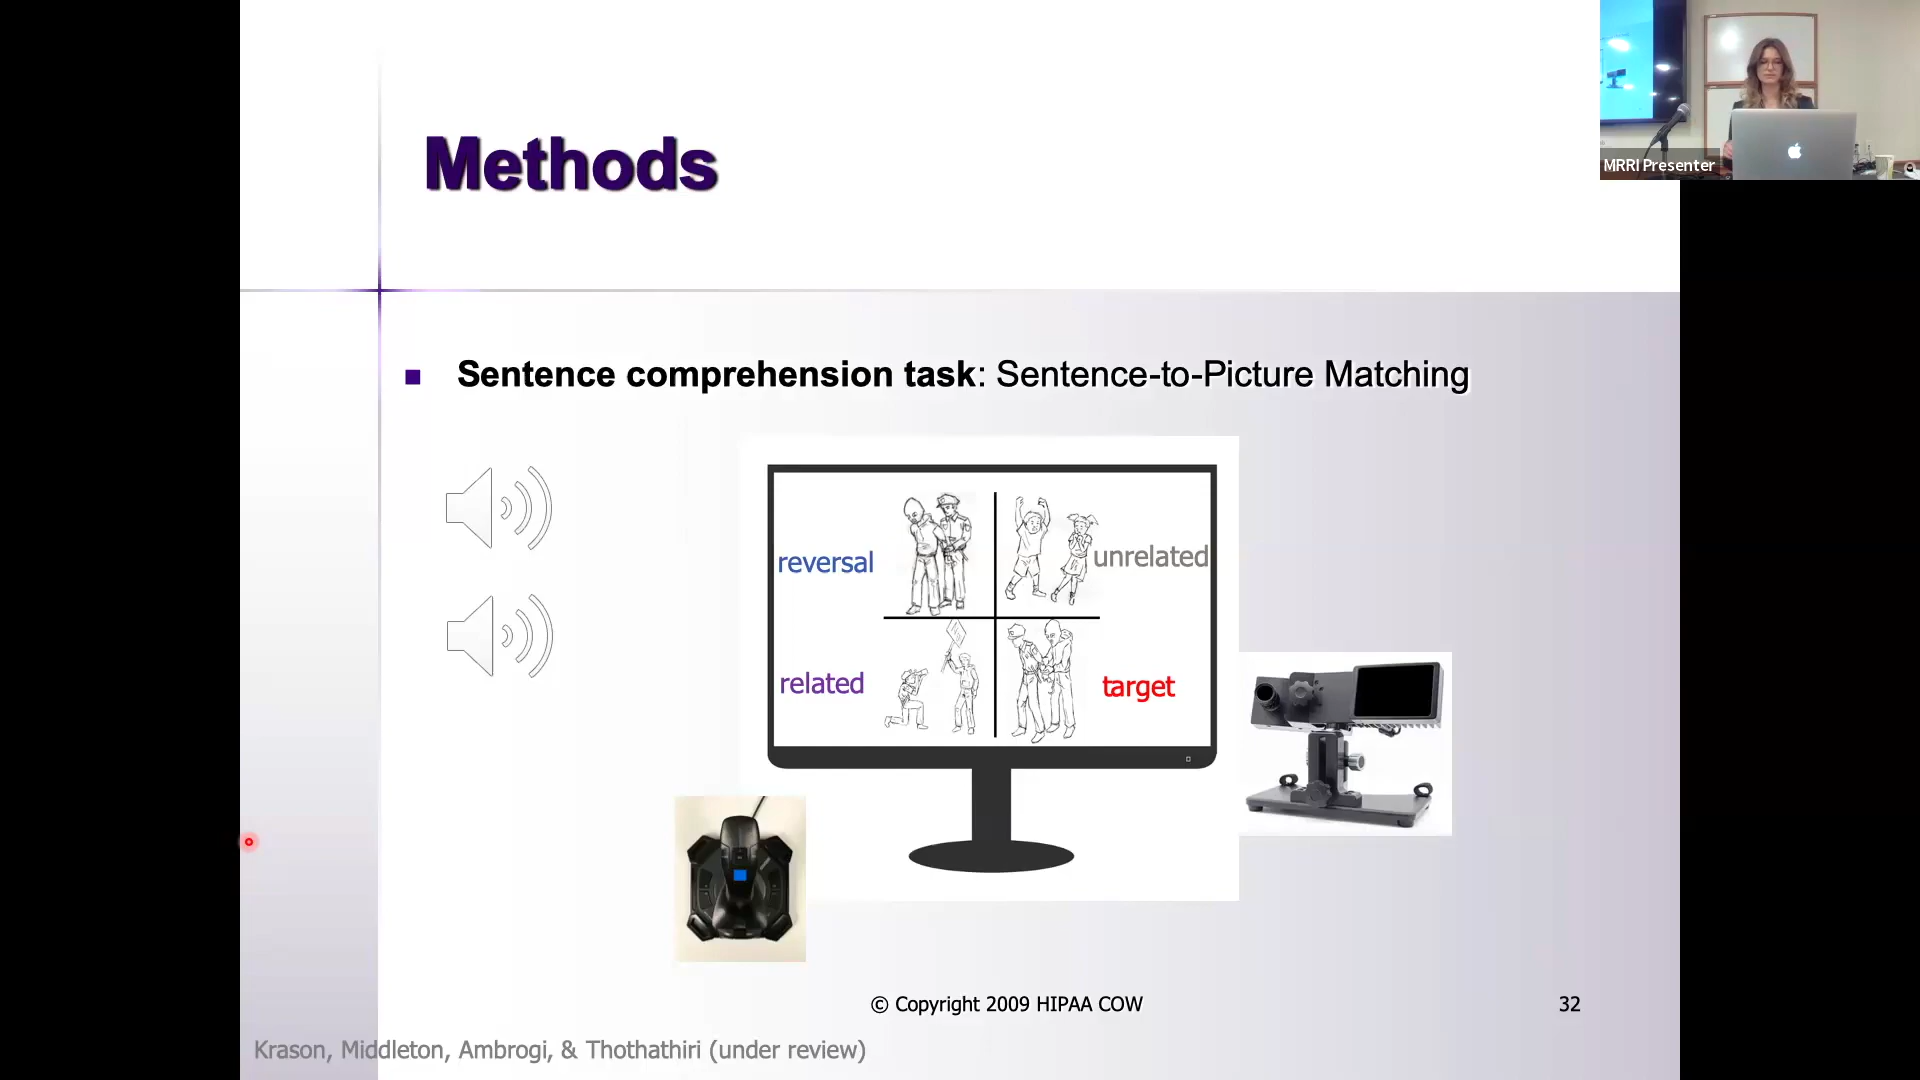 MRRI Presenter
Methods
Sentence comprehension task: Sentence-to-Picture Matching
reversal
unrelated
related
target
© Copyright 2009 HIPAA COW
32
Krason, Middleton, Ambrogi, & Thothathiri (under review)